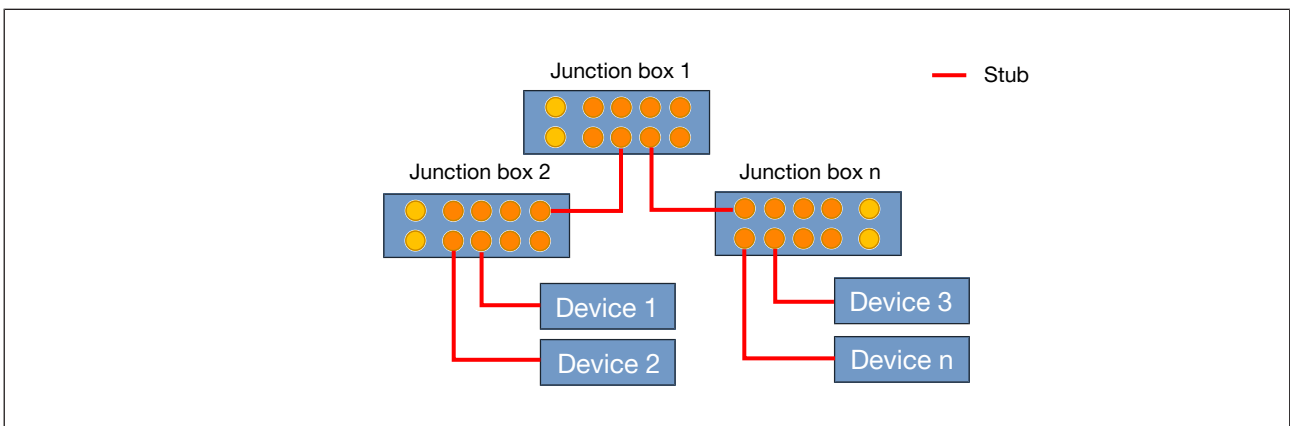 Junction box 1
Stub
Junction box 2
Junction box n
Device 1
Device 3
Device 2
Device n